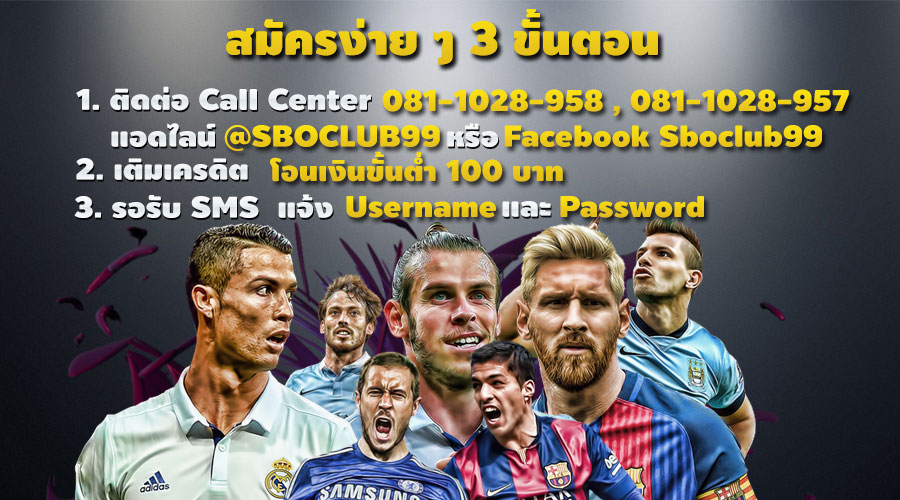 สมัครง่าย ๆ 3 ขั้นตอน
1. ติดต่อ Call Center 081-1028-958 , 081-1028-957
แอดไลน์ @SBOCLUB99 หรือ Facebook Sboclub99
2. เติมเครดิต โอนเงินขั้นต่ำ 100 บาท
3. รอรับ SMS แจ้ง Username และ Password
adidas
SAMSUNG